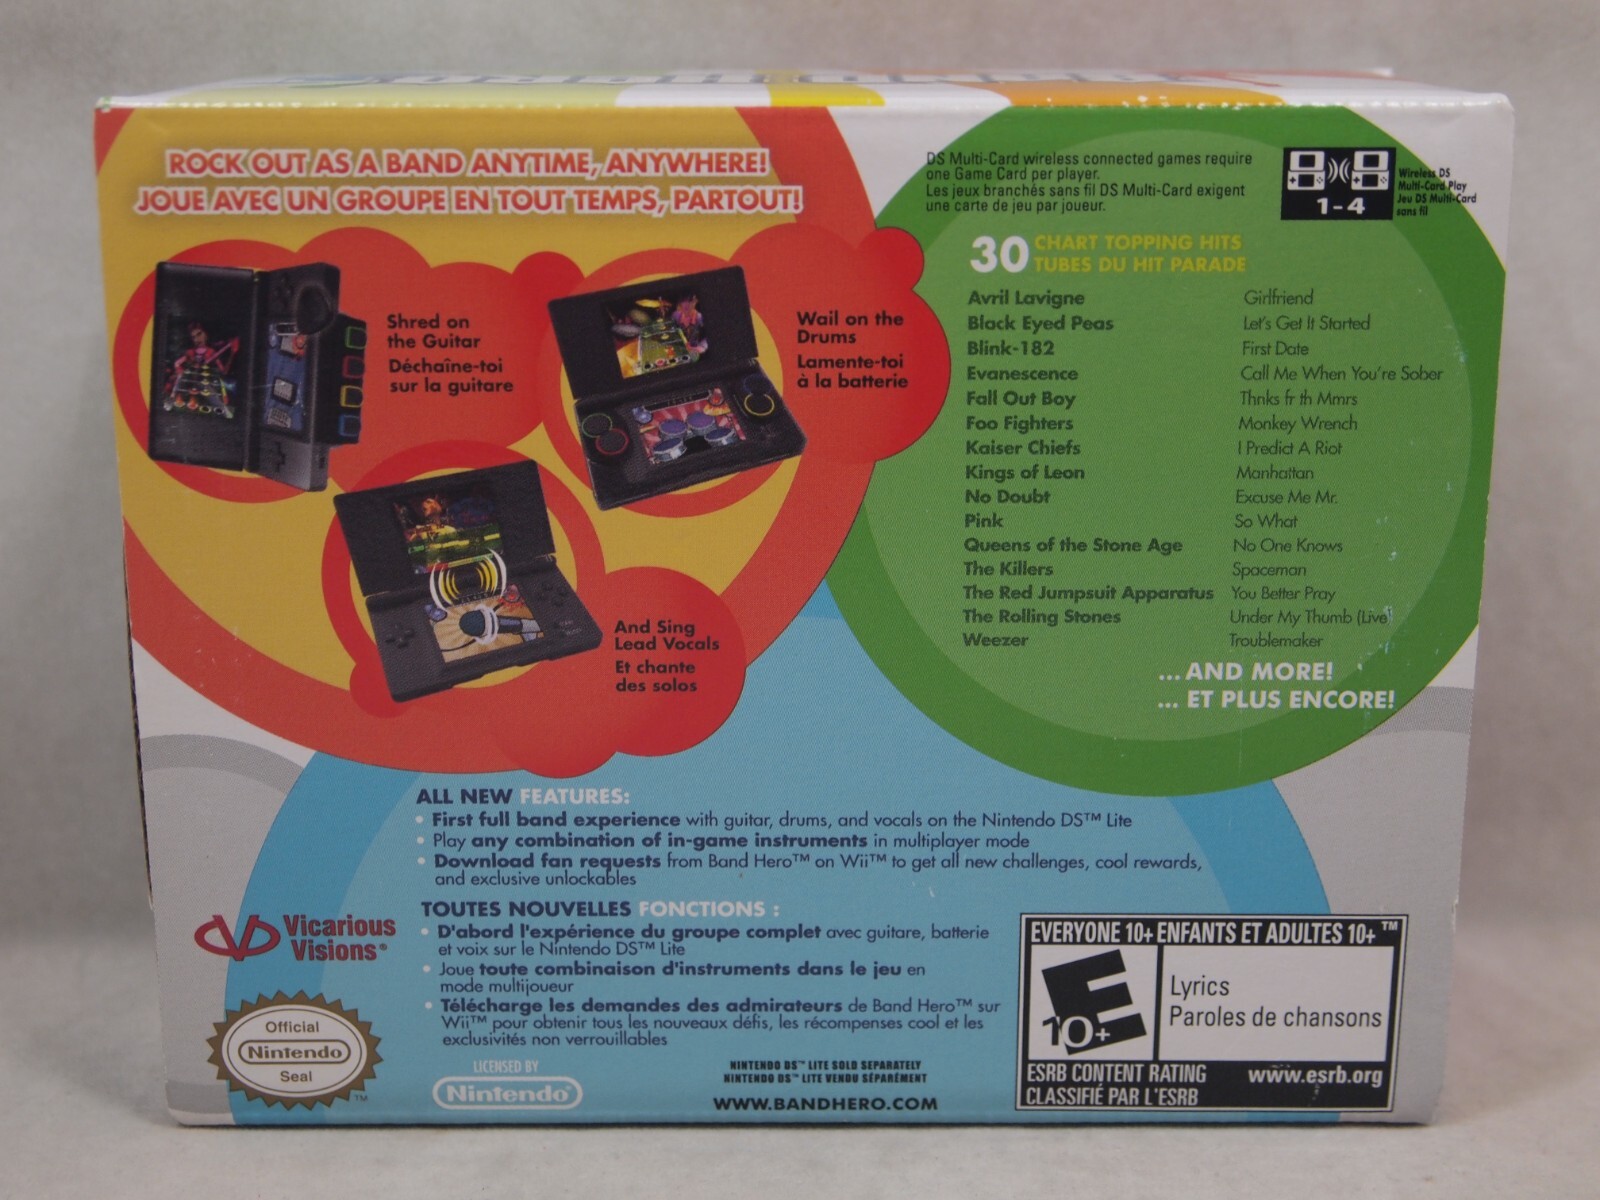 ROCK OUT AS A BAND ANYTIME, ANYWHERE!
JOUE AVEC UN GROUPE EN TOUT TEMPS, PARTOUT!
Shred on
the Guitar
Déchaîne-toi
sur la guitare
Wail on the
Drums
Lamente-toi
à la batterie
And Sing
Lead Vocals
Et chante
des solos
DS Multi-Card wireless connected games require
one Game Card per player.
Les jeux branchés sans fil DS Multi-Card exigent
une carte de jeu par joueur.
1-4
Wireless DS
Multi-Card Play
Jeu DS Multi-Card
sans fil
30 CHART TOPPING HITS
TUBES DU HIT PARADE
Avril Lavigne Girlfriend
Black Eyed Peas Let's Get It Started
Blink-182 First Date
Evanescence Call Me When You're Sober
Fall Out Boy Thnks fr th Mmrs
Foo Fighters Monkey Wrench
Kaiser Chiefs I Predict A Riot
Kings of Leon Manhattan
No Doubt Excuse Me Mr.
Pink So What
Queens of the Stone Age No One Knows
The Killers Spaceman
The Red Jumpsuit Apparatus You Better Pray
The Rolling Stones Under My Thumb (Live)
Weezer Troublemaker
... AND MORE!
... ET PLUS ENCORE!
ALL NEW FEATURES:
• First full band experience with guitar, drums, and vocals on the Nintendo DS™ Lite
• Play any combination of in-game instruments in multiplayer mode
• Download fan requests from Band Hero™ on Wii™ to get all new challenges, cool rewards,
and exclusive unlockables
TOUTES NOUVELLES FONCTIONS :
• D'abord l'expérience du groupe complet avec guitare, batterie
et voix sur le Nintendo DS™ Lite
• Joue toute combinaison d'instruments dans le jeu en
mode multijoueur
• Télécharge les demandes des admirateurs de Band Hero™ sur
Wii™ pour obtenir tous les nouveaux défis, les récompenses cool et les
exclusivités non verrouillables
Vicarious
Visions®
Official
Nintendo
Seal
TM
LICENSED BY
Nintendo®
NINTENDO DS™ LITE SOLD SEPARATELY
NINTENDO DS™ LITE VENDU SÉPARÉMENT
WWW.BANDHERO.COM
EVERYONE 10+ ENFANTS ET ADULTES 10+ ™
E
10+
Lyrics
Paroles de chansons
ESRB CONTENT RATING www.esrb.org
CLASSIFIÉ PAR L'ESRB